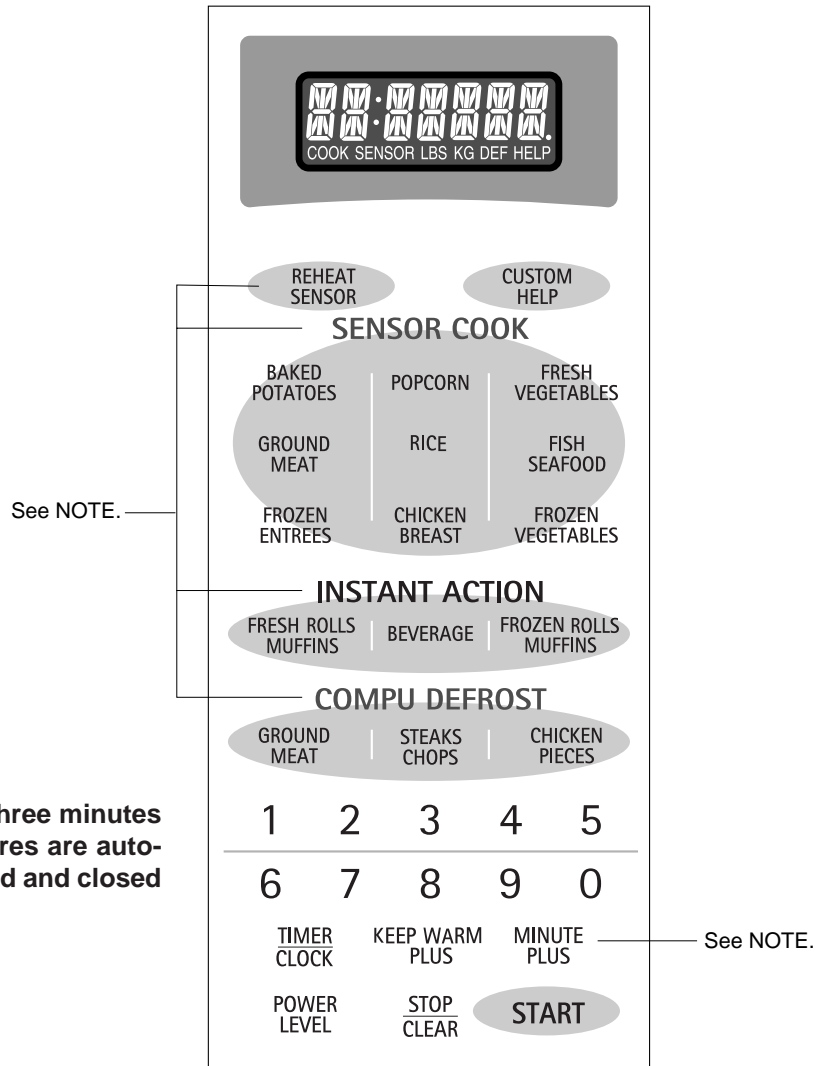 COOK SENSOR LBS KG DEF HELP
REHEAT
SENSOR
CUSTOM
HELP
SENSOR COOK
BAKED
POTATOES
POPCORN
FRESH
VEGETABLES
GROUND
MEAT
RICE
FISH
SEAFOOD
See NOTE.
FROZEN
ENTREES
CHICKEN
BREAST
FROZEN
VEGETABLES
INSTANT ACTION
FRESH ROLLS
MUFFINS
BEVERAGE
FROZEN ROLLS
MUFFINS
COMPU DEFROST
GROUND
MEAT
STEAKS
CHOPS
CHICKEN
PIECES
hree minutes
res are auto-
d and closed
1 2 3 4 5
6 7 8 9 0
TIMER
CLOCK
KEEP WARM
PLUS
MINUTE
PLUS
See NOTE.
POWER
LEVEL
STOP
CLEAR
START